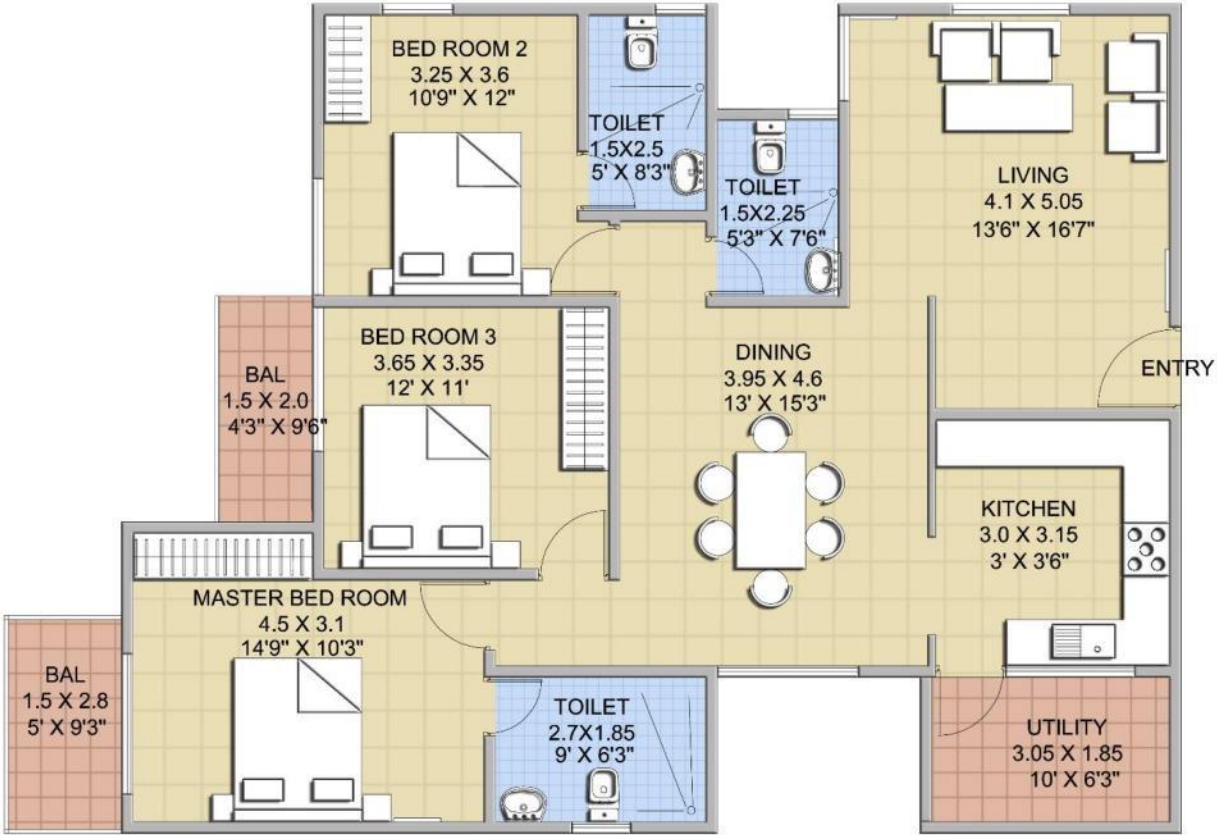 BED ROOM 2
3.25 X 3.6
10'9" X 12"
TOILET
1.5X2.5
5' X 8'3"
TOILET
1.5X2.25
5'3" X 7'6"
LIVING
4.1 X 5.05
13'6" X 16'7"
ENTRY
BED ROOM 3
3.65 X 3.35
12' X 11'
BAL
1.5 X 2.0
4'3" X 9'6"
DINING
3.95 X 4.6
13' X 15'3"
KITCHEN
3.0 X 3.15
3' X 3'6"
MASTER BED ROOM
4.5 X 3.1
14'9" X 10'3"
BAL
1.5 X 2.8
5' X 9'3"
TOILET
2.7X1.85
9' X 6'3"
UTILITY
3.05 X 1.85
10' X 6'3"